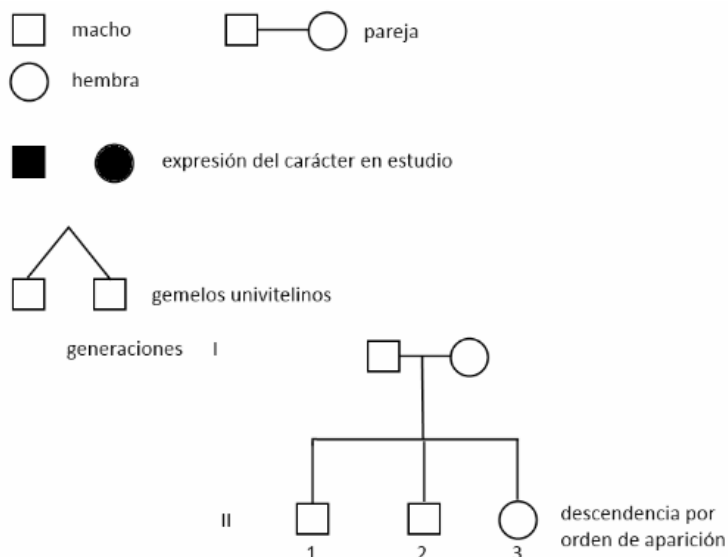 macho
pareja
hembra
expresión del carácter en estudio
gemelos univitelinos
generaciones I
II
descendencia por
orden de aparición
1 2 3